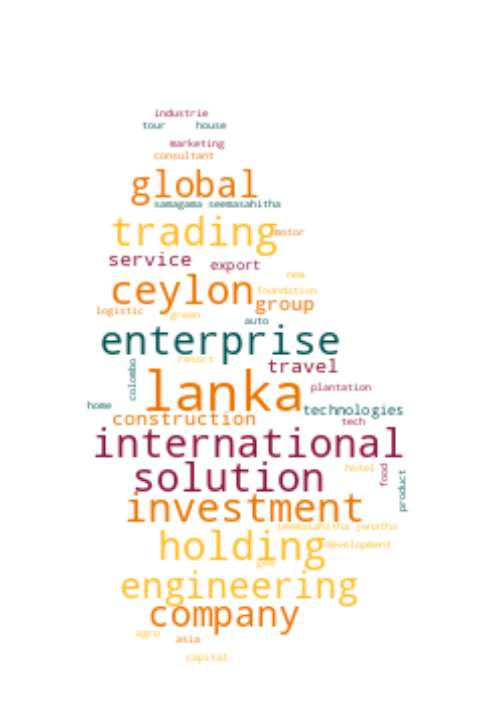 industrie
tour house
marketing
consultant
global
samagama seemasahitha
trading motor
service export
new
ceylon foundation
group
logistic green
auto
enterprise
resort
travel
colombo
lanka plantation
home technologies
construction tech
international
hotel food
solution product
investment
seemasahitha janatha
holding development
gem
engineering
company
agro asia
capital